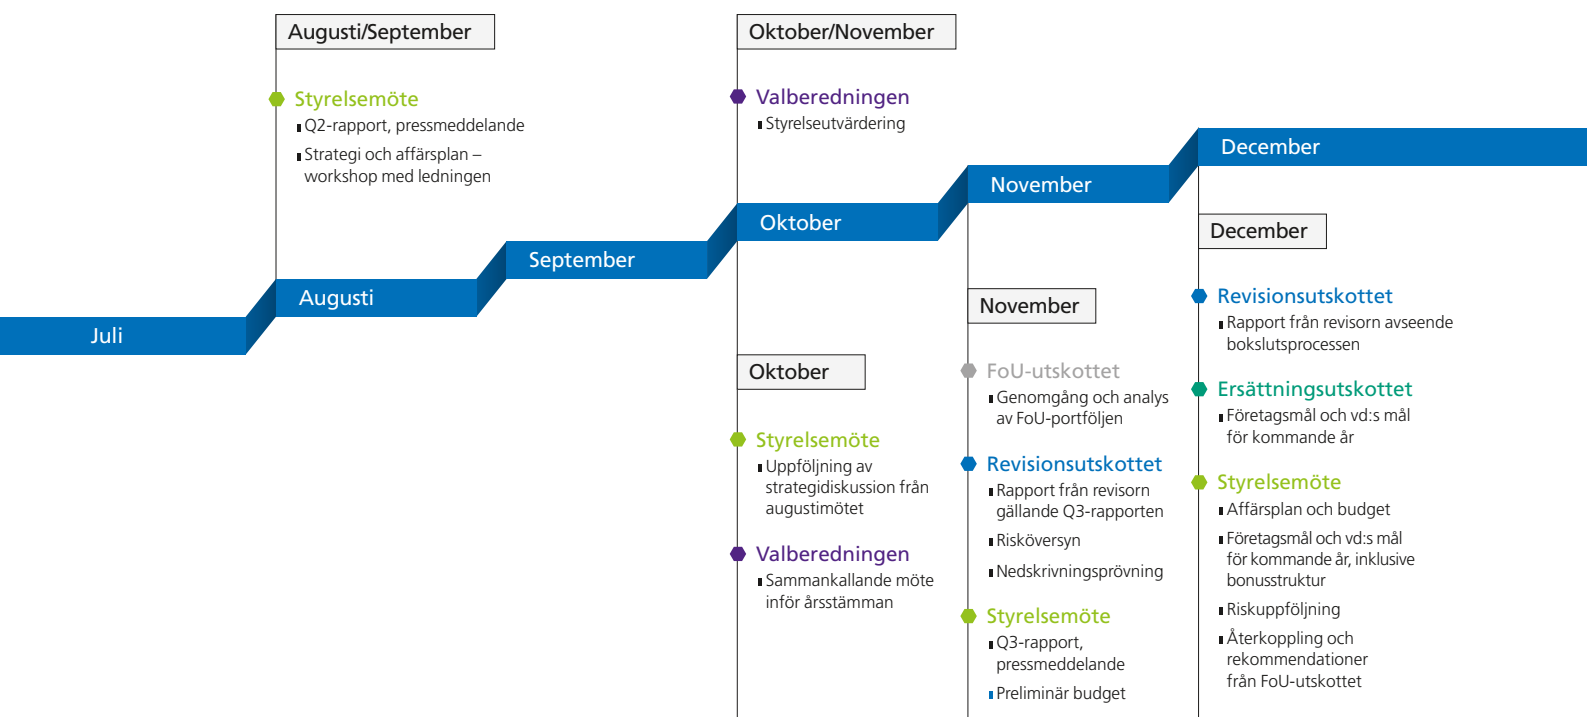 Augusti/September
Styrelsemöte
Q2-rapport, pressmeddelande
Strategi och affärsplan –
workshop med ledningen
Oktober/November
Valberedningen
Styrelseutvärdering
Juli
Augusti
September
Oktober
November
December
Oktober
Styrelsemöte
Uppföljning av
strategidiskussion från
augustimötet
Valberedningen
Sammankallande möte
inför årsstämman
November
FoU-utskottet
Genomgång och analys
av FoU-portföljen
Revisionsutskottet
Rapport från revisorn
gällande Q3-rapporten
Risköversyn
Nedskrivningsprövning
Styrelsemöte
Q3-rapport,
pressmeddelande
Preliminär budget
December
Revisionsutskottet
Rapport från revisorn avseende
bokslutsprocessen
Ersättningsutskottet
Företagsmål och vd:s mål
för kommande år
Styrelsemöte
Affärsplan och budget
Företagsmål och vd:s mål
för kommande år, inklusive
bonusstruktur
Riskuppföljning
Återkoppling och
rekommendationer
från FoU-utskottet